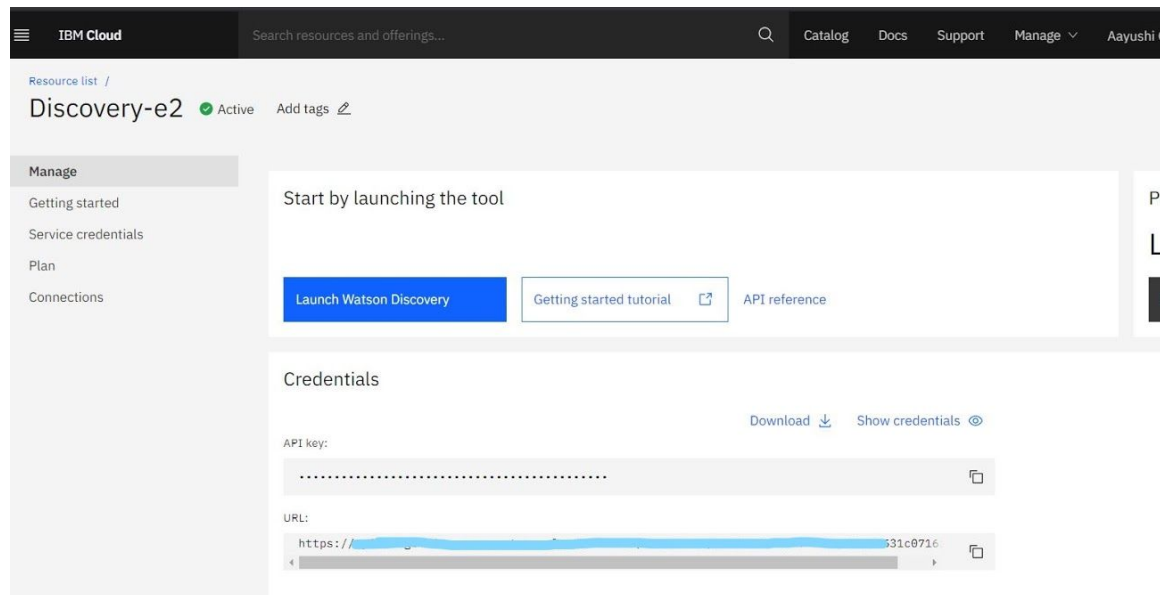 IBM Cloud
Search resources and offerings...
Catalog Docs Support Manage Aayushi
Resource list /
Discovery-e2 Active Add tags
Manage
Getting started
Service credentials
Plan
Connections
Start by launching the tool
Launch Watson Discovery
Getting started tutorial
API reference
P
L
Credentials
Download Show credentials
API key:
............................................
URL:
https:// 31c0716